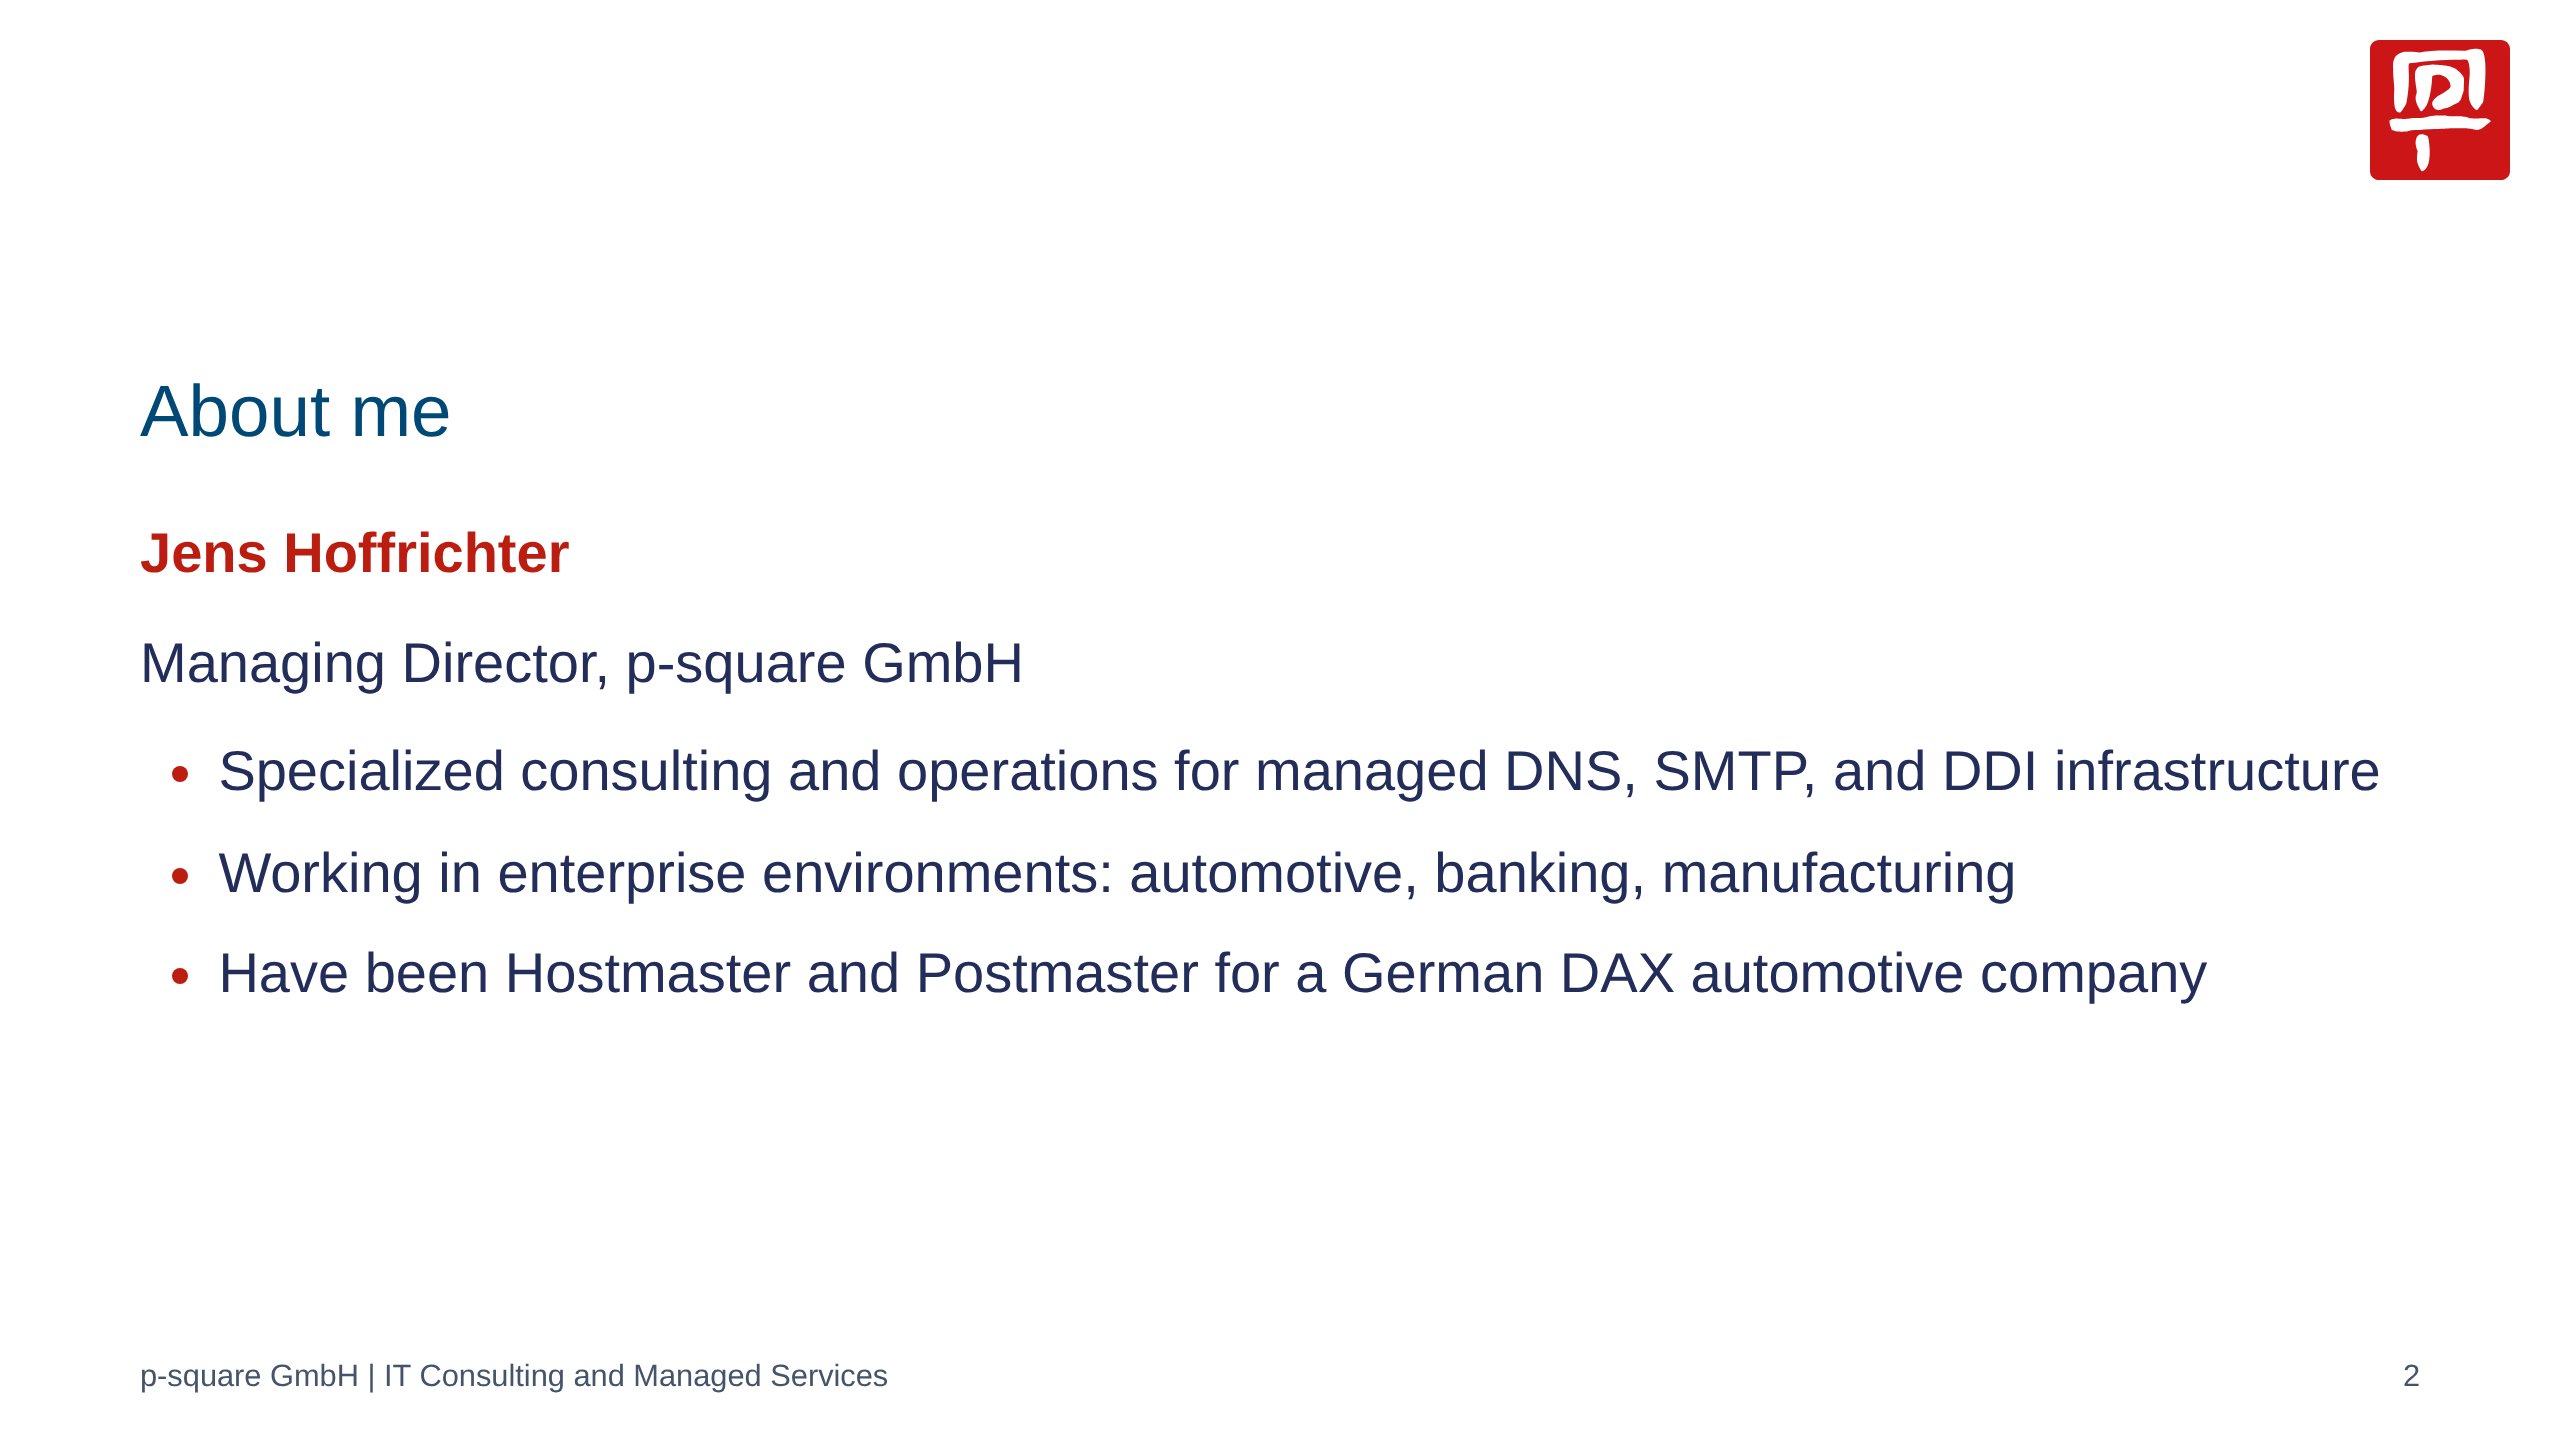 About me
Jens Hoffrichter
Managing Director, p-square GmbH
• Specialized consulting and operations for managed DNS, SMTP, and DDI infrastructure
• Working in enterprise environments: automotive, banking, manufacturing
• Have been Hostmaster and Postmaster for a German DAX automotive company
p-square GmbH | IT Consulting and Managed Services
2